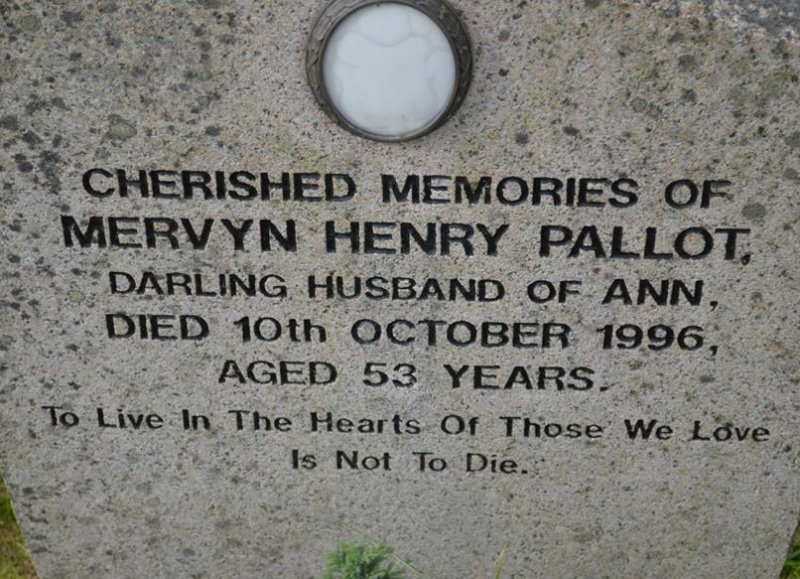 CHERISHED MEMORIES OF
MERVYN HENRY PALLOT,
DARLING HUSBAND OF ANN,
DIED 10th OCTOBER 1996,
AGED 53 YEARS.
To Live In The Hearts Of Those We Love
Is Not To Die.